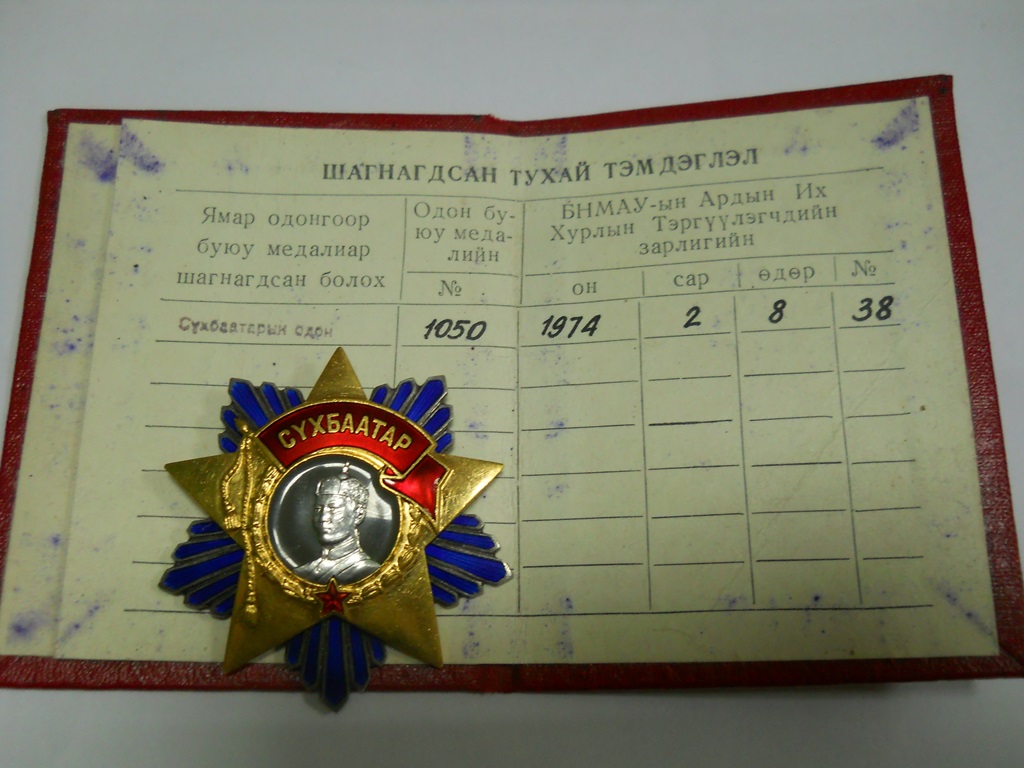 ШАГНАГДСАН ТУХАЙ ТЭМДЭГЛЭЛ
Ямар одонгоор
буюу медалиар
шагнагдсан болох
Одон бу-
юу меда-
лийн
№
БНМАУ-ын Ардын Их
Хурлын Тэргүүлэгчдийн
зарлигийн
он сар өдөр №
Сүхбаатарын одон 1050 1974 2 8 38
СҮХБААТАР